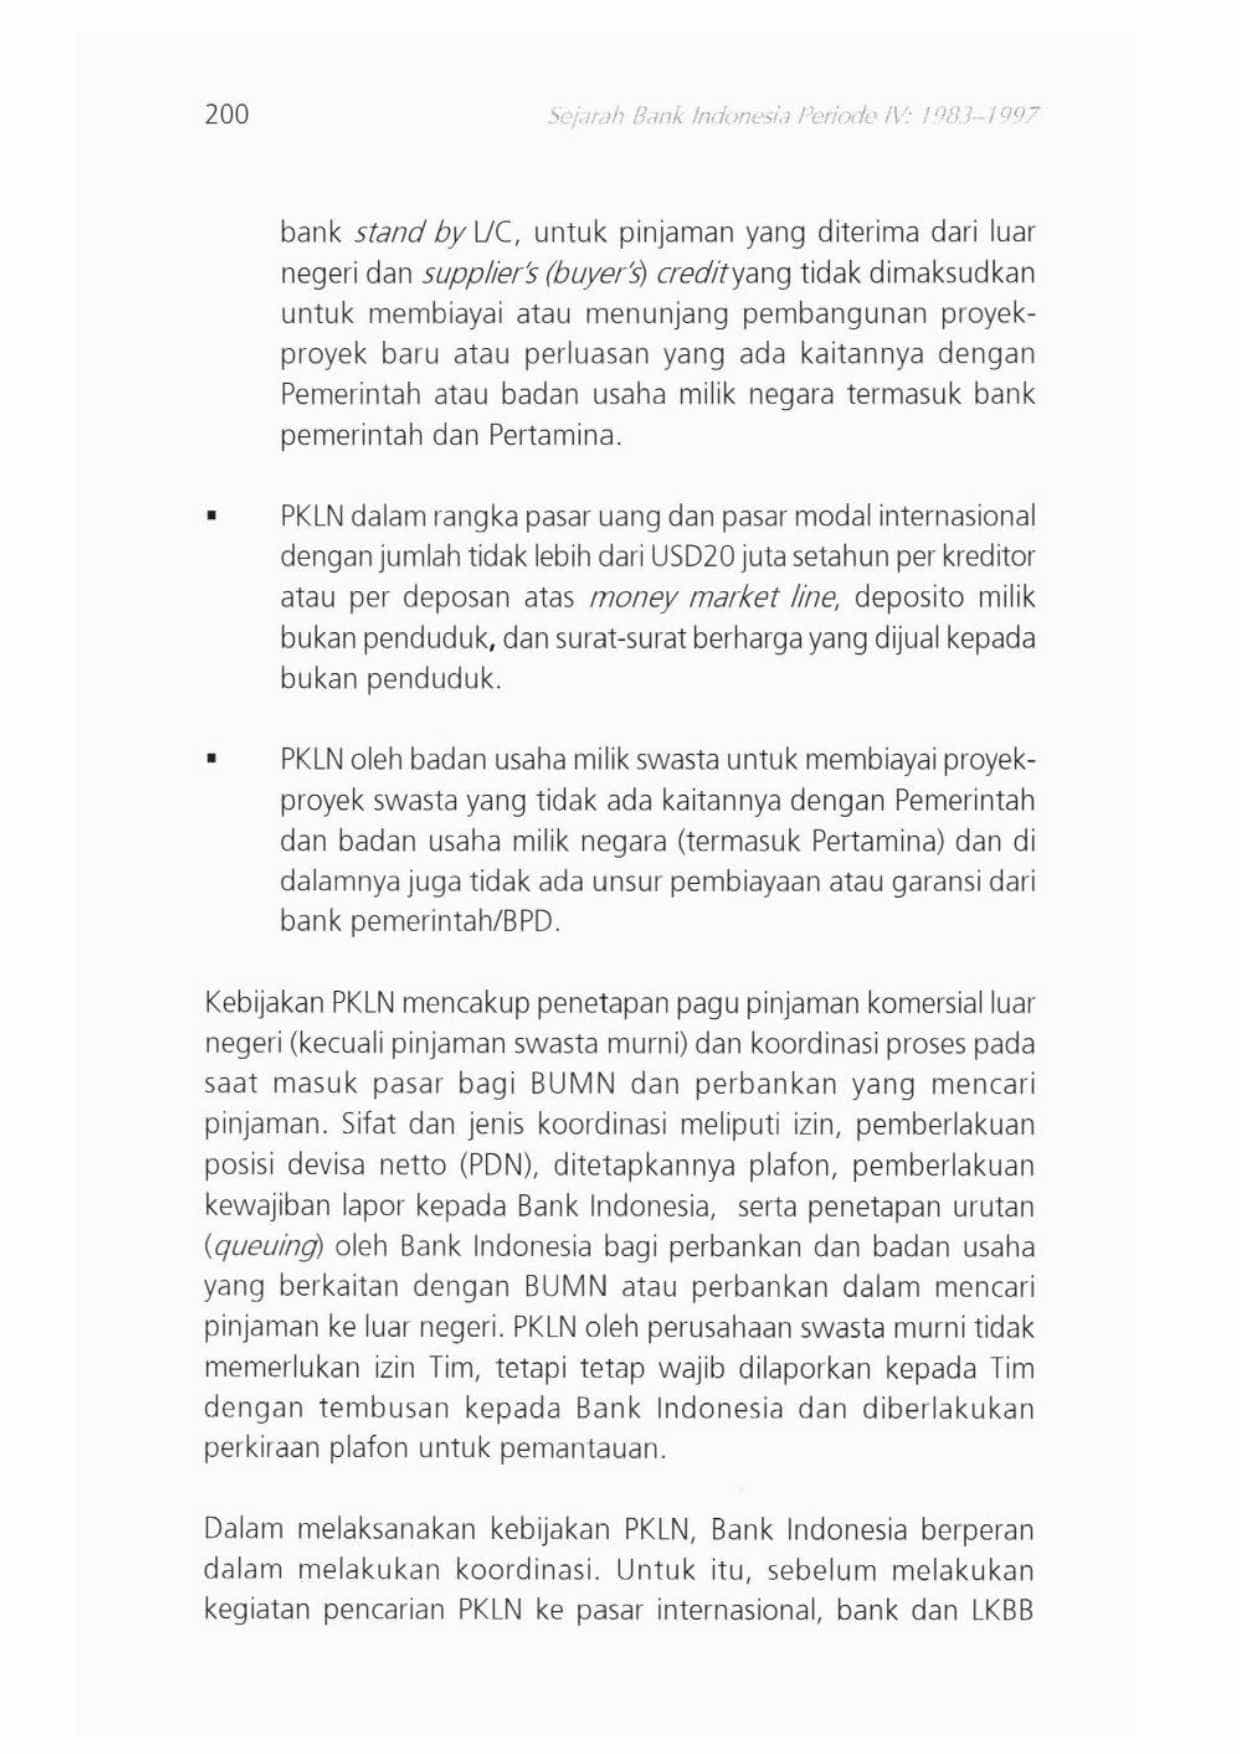 200
Sejarah Bank Indonesia Periode IV: 1983–1997
bank stand by L/C, untuk pinjaman yang diterima dari luar
negeri dan supplier's (buyer's) credit yang tidak dimaksudkan
untuk membiayai atau menunjang pembangunan proyek-
proyek baru atau perluasan yang ada kaitannya dengan
Pemerintah atau badan usaha milik negara termasuk bank
pemerintah dan Pertamina.
▪ PKLN dalam rangka pasar uang dan pasar modal internasional
dengan jumlah tidak lebih dari USD20 juta setahun per kreditor
atau per deposan atas money market line, deposito milik
bukan penduduk, dan surat-surat berharga yang dijual kepada
bukan penduduk.
▪ PKLN oleh badan usaha milik swasta untuk membiayai proyek-
proyek swasta yang tidak ada kaitannya dengan Pemerintah
dan badan usaha milik negara (termasuk Pertamina) dan di
dalamnya juga tidak ada unsur pembiayaan atau garansi dari
bank pemerintah/BPD.
Kebijakan PKLN mencakup penetapan pagu pinjaman komersial luar
negeri (kecuali pinjaman swasta murni) dan koordinasi proses pada
saat masuk pasar bagi BUMN dan perbankan yang mencari
pinjaman. Sifat dan jenis koordinasi meliputi izin, pemberlakuan
posisi devisa netto (PDN), ditetapkannya plafon, pemberlakuan
kewajiban lapor kepada Bank Indonesia, serta penetapan urutan
(queuing) oleh Bank Indonesia bagi perbankan dan badan usaha
yang berkaitan dengan BUMN atau perbankan dalam mencari
pinjaman ke luar negeri. PKLN oleh perusahaan swasta murni tidak
memerlukan izin Tim, tetapi tetap wajib dilaporkan kepada Tim
dengan tembusan kepada Bank Indonesia dan diberlakukan
perkiraan plafon untuk pemantauan.
Dalam melaksanakan kebijakan PKLN, Bank Indonesia berperan
dalam melakukan koordinasi. Untuk itu, sebelum melakukan
kegiatan pencarian PKLN ke pasar internasional, bank dan LKBB